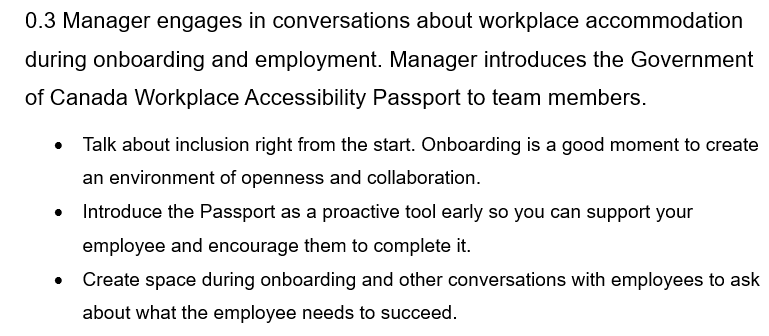 0.3 Manager engages in conversations about workplace accommodation
during onboarding and employment. Manager introduces the Government
of Canada Workplace Accessibility Passport to team members.
• Talk about inclusion right from the start. Onboarding is a good moment to create
an environment of openness and collaboration.
• Introduce the Passport as a proactive tool early so you can support your
employee and encourage them to complete it.
• Create space during onboarding and other conversations with employees to ask
about what the employee needs to succeed.